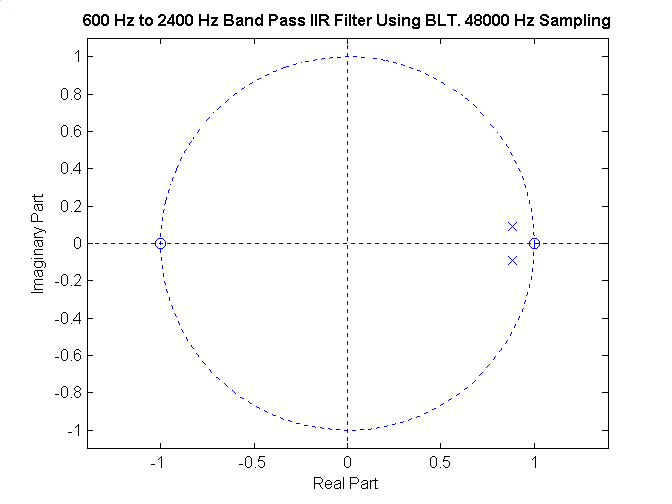 600 Hz to 2400 Hz Band Pass IIR Filter Using BLT. 48000 Hz Sampling
1
0.8
0.6
0.4
0.2
0
-0.2
-0.4
-0.6
-0.8
-1
Imaginary Part
-1 -0.5 0 0.5 1
Real Part